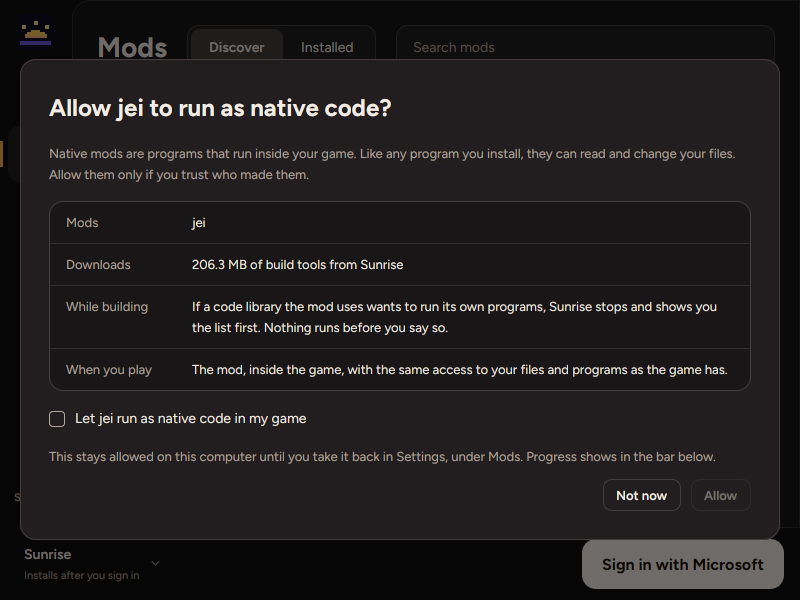 Mods
Discover
Installed
Search mods
Allow jei to run as native code?
Native mods are programs that run inside your game. Like any program you install, they can read and change your files.
Allow them only if you trust who made them.
Mods
jei
Downloads
206.3 MB of build tools from Sunrise
While building
If a code library the mod uses wants to run its own programs, Sunrise stops and shows you
the list first. Nothing runs before you say so.
When you play
The mod, inside the game, with the same access to your files and programs as the game has.
Let jei run as native code in my game
This stays allowed on this computer until you take it back in Settings, under Mods. Progress shows in the bar below.
Not now
Allow
Sunrise
Installs after you sign in
Sign in with Microsoft